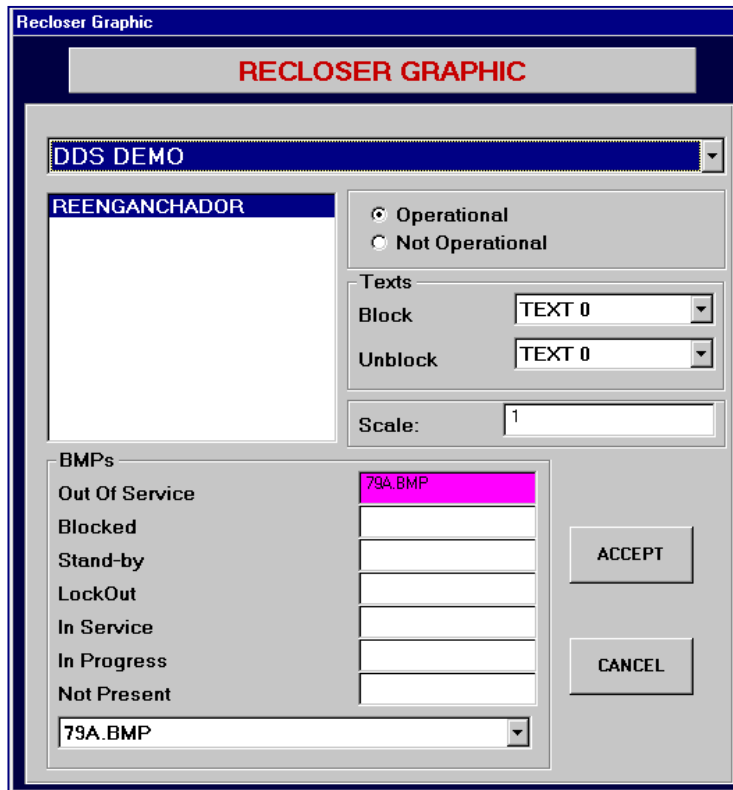 Recloser Graphic
RECLOSER GRAPHIC
DDS DEMO
REENGANCHADOR
Operational
Not Operational
Texts
Block TEXT 0
Unblock TEXT 0
Scale: 1
BMPs
Out Of Service 79A.BMP
Blocked
Stand-by
LockOut
In Service
In Progress
Not Present
79A.BMP
ACCEPT
CANCEL